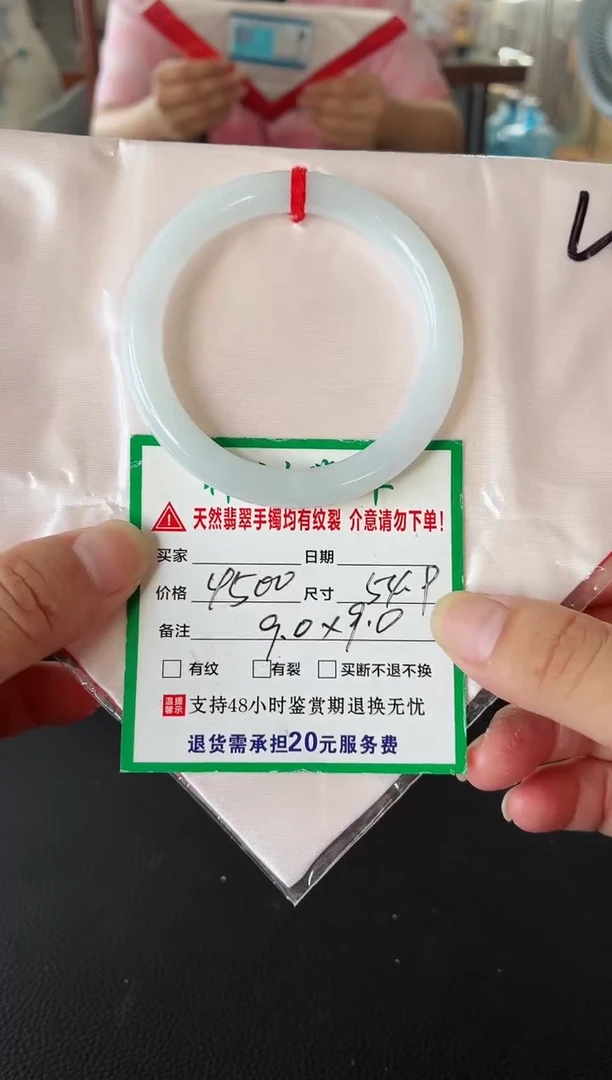 天然翡翠手镯均有纹裂 介意请勿下单!
买家 日期
价格 4500 尺寸 54.9
备注 9.0×9.0
有纹 有裂 买断不退不换
温馨提示 支持48小时鉴赏期退换无忧
退货需承担20元服务费